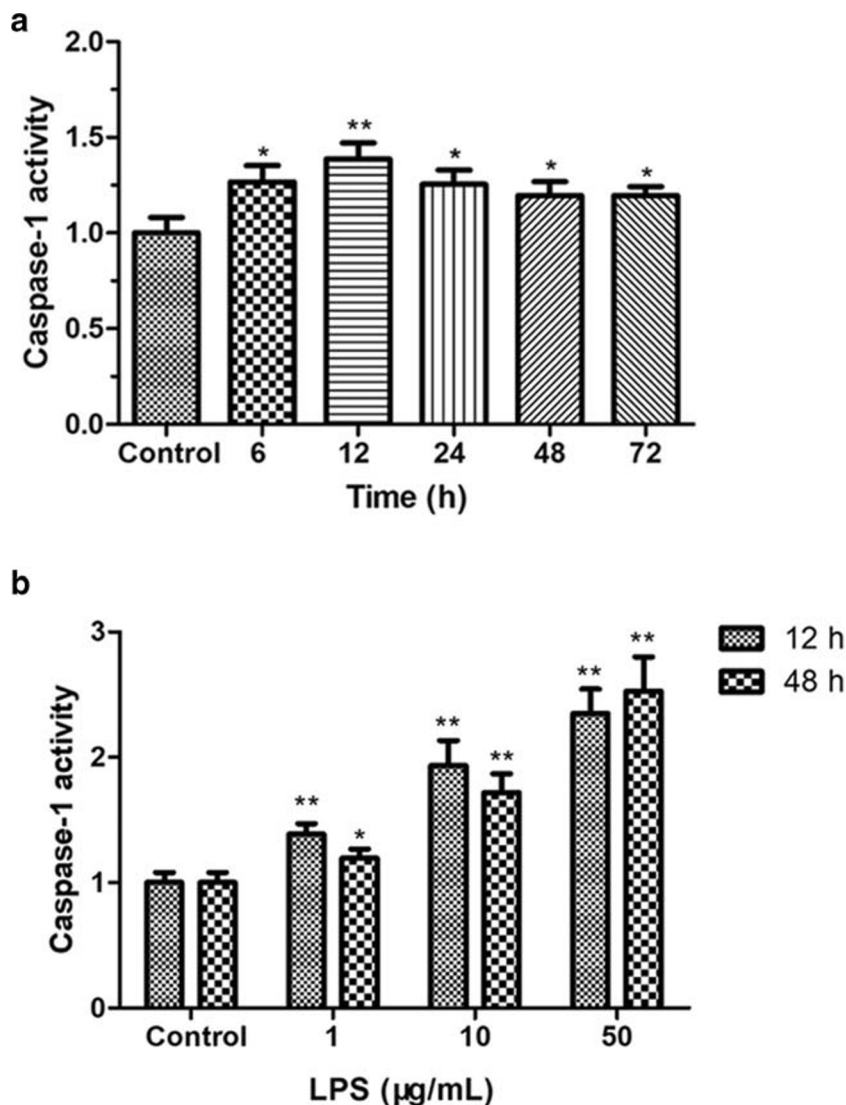 a
2.0
1.5
1.0
0.5
0.0
Caspase-1 activity
* ** * * *
Control 6 12 24 48 72
Time (h)
b
3
2
1
0
Caspase-1 activity
** * ** ** ** **
12 h
48 h
Control 1 10 50
LPS (µg/mL)